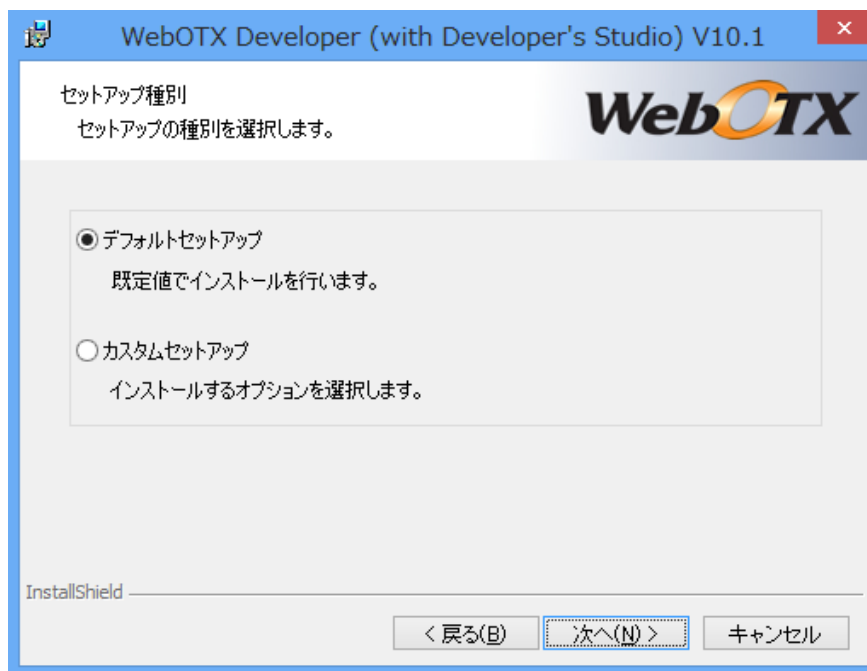 WebOTX Developer (with Developer's Studio) V10.1
セットアップ種別
セットアップの種別を選択します。
WebOTX
デフォルトセットアップ
既定値でインストールを行います。
カスタムセットアップ
インストールするオプションを選択します。
InstallShield
< 戻る(B)
次へ(N) >
キャンセル